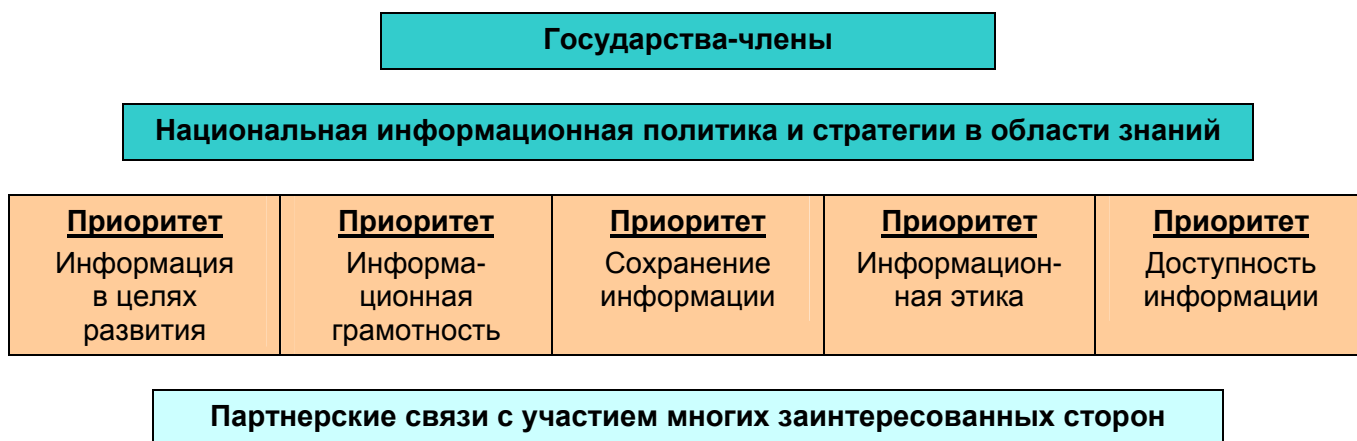 Государства-члены
Национальная информационная политика и стратегии в области знаний
Приоритет
Информация
в целях
развития
Приоритет
Информа-
ционная
грамотность
Приоритет
Сохранение
информации
Приоритет
Информацион-
ная этика
Приоритет
Доступность
информации
Партнерские связи с участием многих заинтересованных сторон